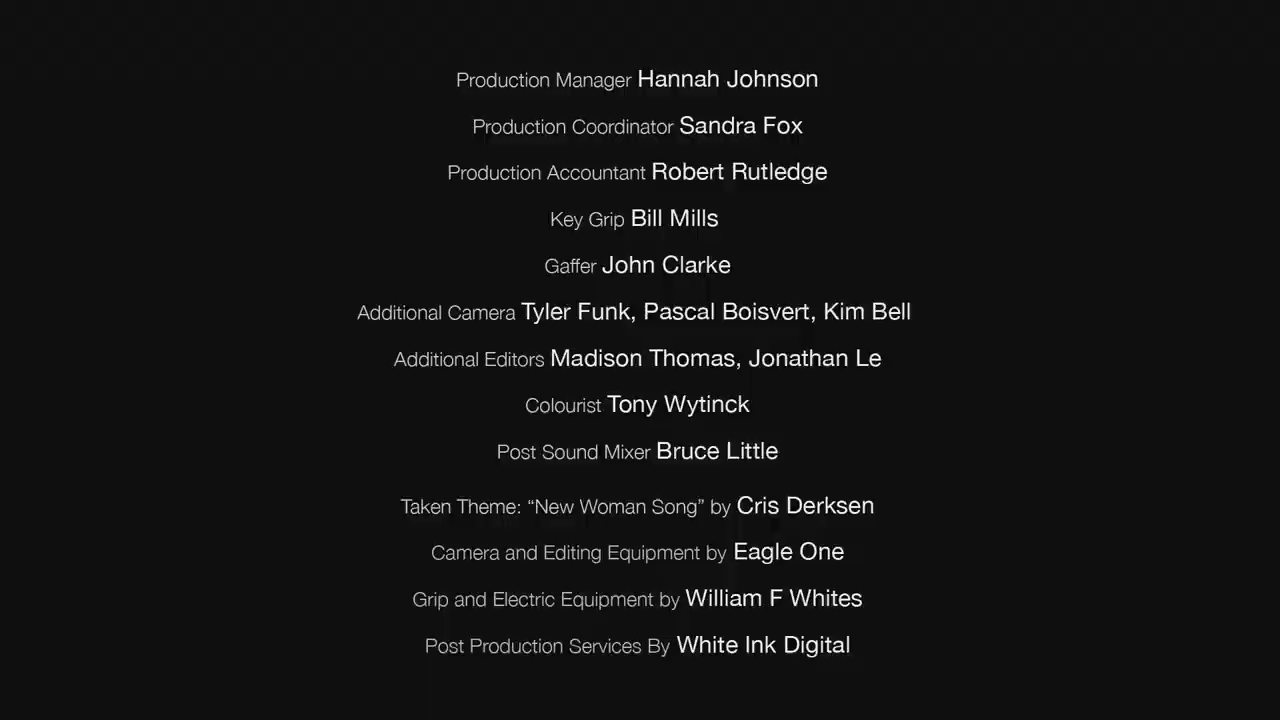 Production Manager Hannah Johnson
Production Coordinator Sandra Fox
Production Accountant Robert Rutledge
Key Grip Bill Mills
Gaffer John Clarke
Additional Camera Tyler Funk, Pascal Boisvert, Kim Bell
Additional Editors Madison Thomas, Jonathan Le
Colourist Tony Wytinck
Post Sound Mixer Bruce Little
Taken Theme: “New Woman Song” by Cris Derksen
Camera and Editing Equipment by Eagle One
Grip and Electric Equipment by William F Whites
Post Production Services By White Ink Digital